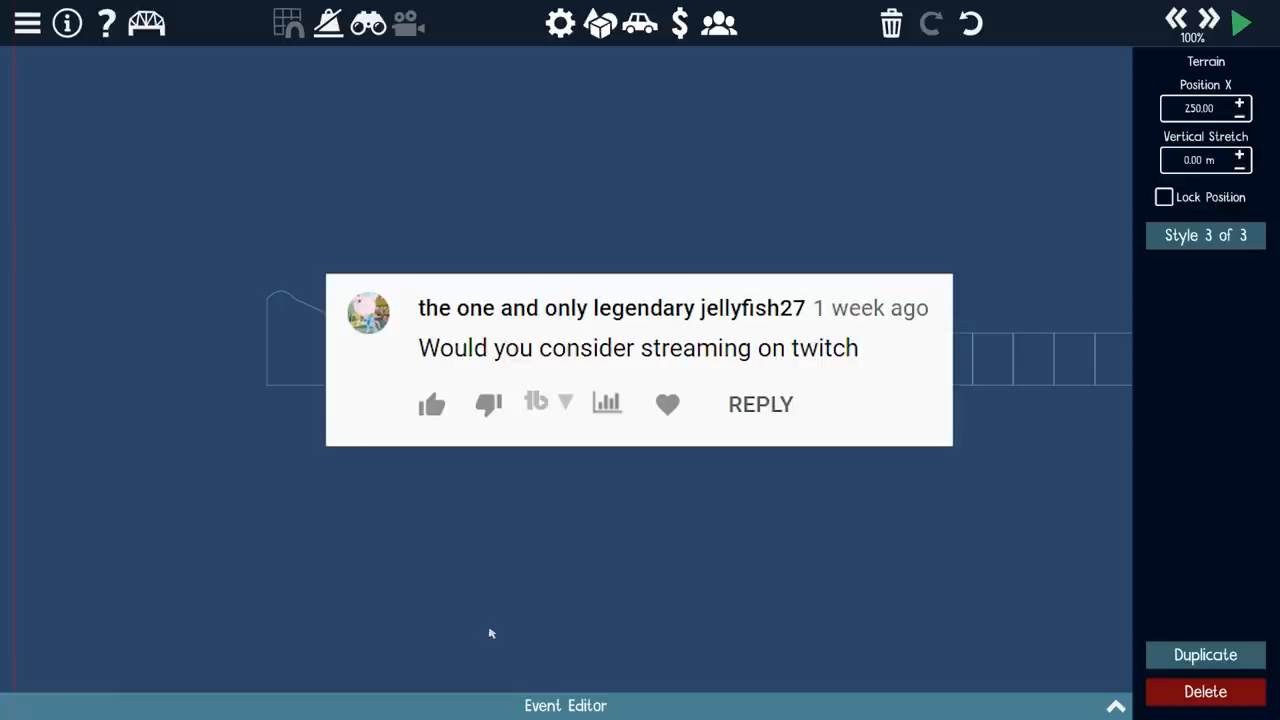 100%
Terrain
Position X
250.00
Vertical Stretch
0.00 m
Lock Position
Style 3 of 3
the one and only legendary jellyfish27 1 week ago
Would you consider streaming on twitch
tb
REPLY
Duplicate
Delete
Event Editor